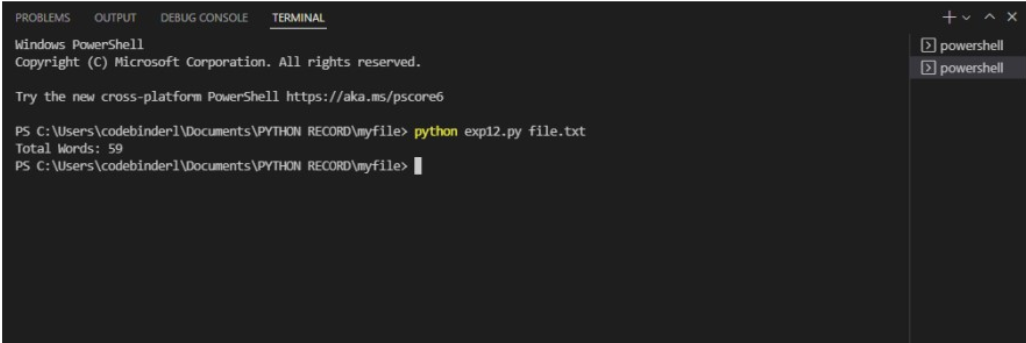 PROBLEMS OUTPUT DEBUG CONSOLE TERMINAL
Windows PowerShell
Copyright (C) Microsoft Corporation. All rights reserved.
Try the new cross-platform PowerShell https://aka.ms/pscore6
PS C:\Users\codebinderl\Documents\PYTHON RECORD\myfile> python exp12.py file.txt
Total Words: 59
PS C:\Users\codebinderl\Documents\PYTHON RECORD\myfile>
powershell
powershell